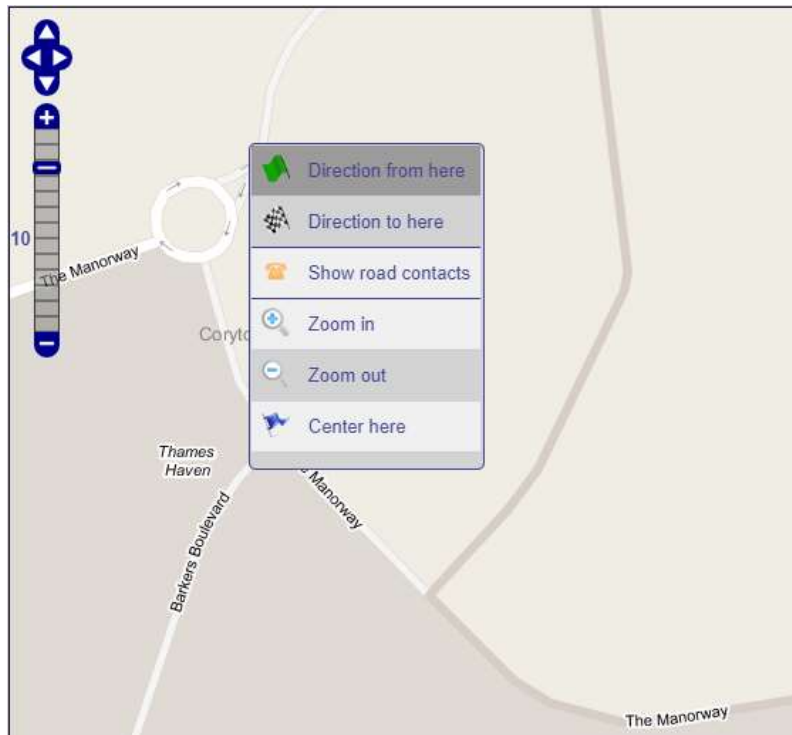 Direction from here
Direction to here
10
The Manorway
Show road contacts
Zoom in
Coryto
Zoom out
Center here
Thames
Haven
e Manorway
Barkers Boulevard
The Manorway